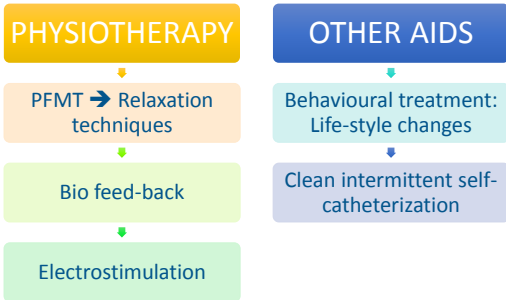 PHYSIOTHERAPY
PFMT ➔ Relaxation
techniques
Bio feed-back
Electrostimulation
OTHER AIDS
Behavioural treatment:
Life-style changes
Clean intermittent self-
catheterization